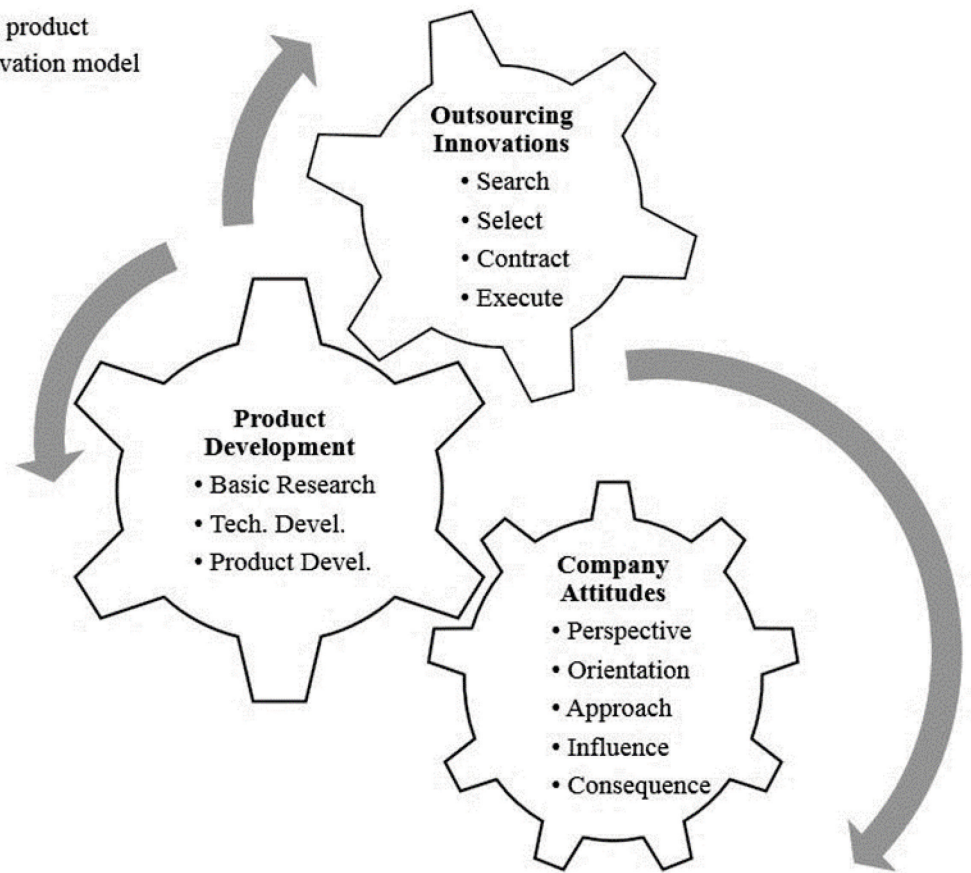 product
vation model
Outsourcing
Innovations
• Search
• Select
• Contract
• Execute
Product
Development
• Basic Research
• Tech. Devel.
• Product Devel.
Company
Attitudes
• Perspective
• Orientation
• Approach
• Influence
• Consequence